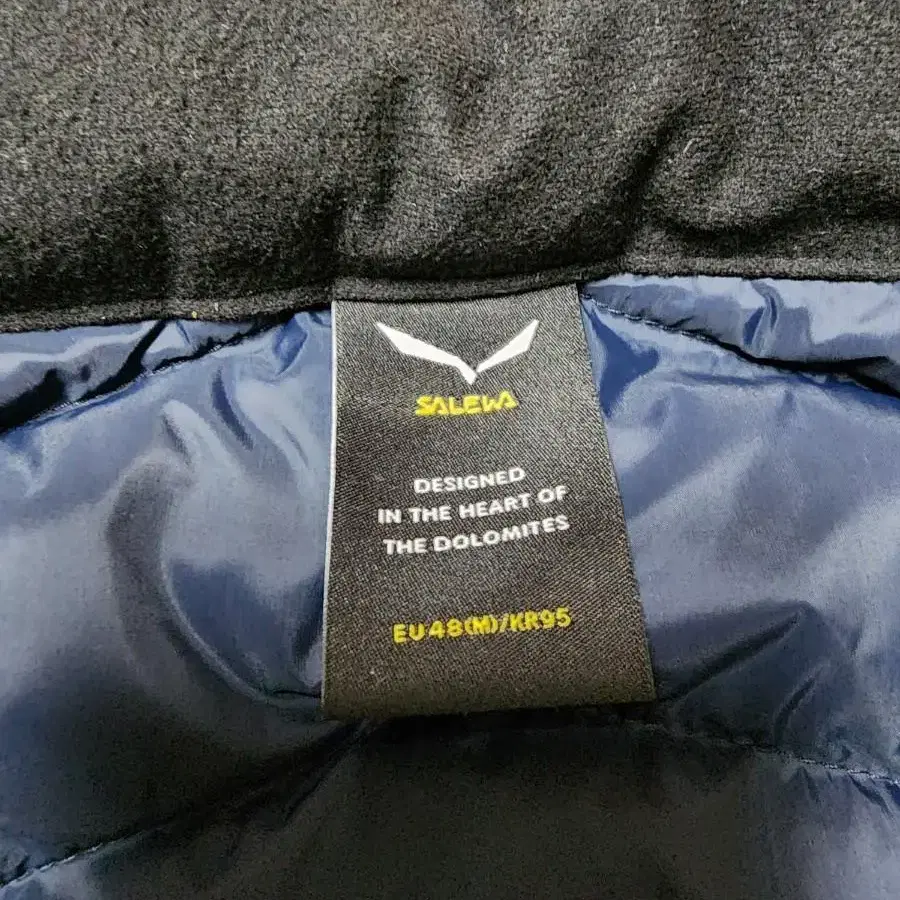 SALEWA
DESIGNED
IN THE HEART OF
THE DOLOMITES
EU48(M)/KR95